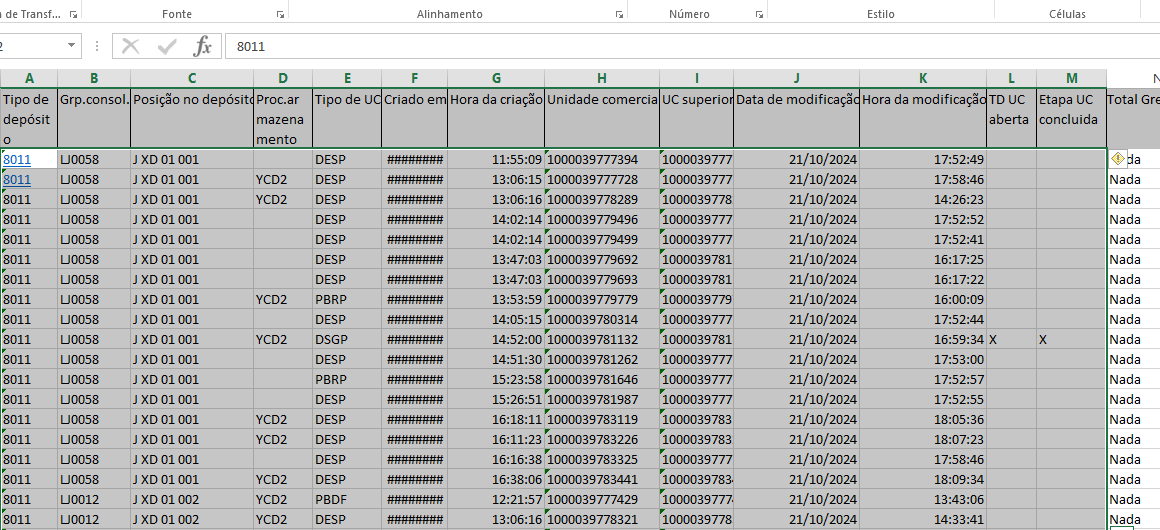 a de Transf... Fonte Alinhamento Número Estilo Células
2 fx 8011
A B C D E F G H I J K L M N
Tipo de depósito Grp.consol. Posição no depósito Proc.armazenamento Tipo de UC Criado em Hora da criação Unidade comercia UC superior Data de modificação Hora da modificação TD UC aberta Etapa UC concluida Total Gre
8011 LJ0058 J XD 01 001 DESP ######## 11:55:09 1000039777394 1000039777 21/10/2024 17:52:49 da
8011 LJ0058 J XD 01 001 YCD2 DESP ######## 13:06:15 1000039777728 1000039777 21/10/2024 17:58:46 Nada
8011 LJ0058 J XD 01 001 YCD2 DESP ######## 13:06:16 1000039778289 1000039778 21/10/2024 14:26:23 Nada
8011 LJ0058 J XD 01 001 DESP ######## 14:02:14 1000039779496 1000039777 21/10/2024 17:52:52 Nada
8011 LJ0058 J XD 01 001 DESP ######## 14:02:14 1000039779499 1000039777 21/10/2024 17:52:41 Nada
8011 LJ0058 J XD 01 001 DESP ######## 13:47:03 1000039779692 1000039781 21/10/2024 16:17:25 Nada
8011 LJ0058 J XD 01 001 DESP ######## 13:47:03 1000039779693 1000039781 21/10/2024 16:17:22 Nada
8011 LJ0058 J XD 01 001 YCD2 PBRP ######## 13:53:59 1000039779779 1000039779 21/10/2024 16:00:09 Nada
8011 LJ0058 J XD 01 001 DESP ######## 14:05:15 1000039780314 1000039777 21/10/2024 17:52:44 Nada
8011 LJ0058 J XD 01 001 YCD2 DSGP ######## 14:52:00 1000039781132 1000039781 21/10/2024 16:59:34 X X Nada
8011 LJ0058 J XD 01 001 DESP ######## 14:51:30 1000039781262 1000039777 21/10/2024 17:53:00 Nada
8011 LJ0058 J XD 01 001 PBRP ######## 15:23:58 1000039781646 1000039777 21/10/2024 17:52:57 Nada
8011 LJ0058 J XD 01 001 DESP ######## 15:26:51 1000039781987 1000039777 21/10/2024 17:52:55 Nada
8011 LJ0058 J XD 01 001 YCD2 DESP ######## 16:18:11 1000039783119 1000039783 21/10/2024 18:05:36 Nada
8011 LJ0058 J XD 01 001 YCD2 DESP ######## 16:11:23 1000039783226 1000039783 21/10/2024 18:07:23 Nada
8011 LJ0058 J XD 01 001 DESP ######## 16:16:38 1000039783325 1000039777 21/10/2024 17:58:46 Nada
8011 LJ0058 J XD 01 001 YCD2 DESP ######## 16:38:06 1000039783441 1000039783 21/10/2024 18:09:34 Nada
8011 LJ0012 J XD 01 002 YCD2 PBDF ######## 12:21:57 1000039777429 1000039777 21/10/2024 13:43:06 Nada
8011 LJ0012 J XD 01 002 YCD2 DESP ######## 13:06:16 1000039778321 1000039778 21/10/2024 14:33:41 Nada